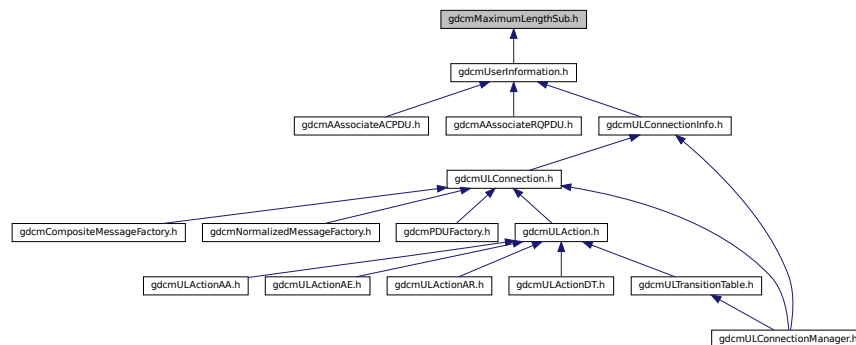 gdcmMaximumLengthSub.h
gdcmUserInformation.h
gdcmAAssociateACPDU.h
gdcmAAssociateRQPDU.h
gdcmULConnectionInfo.h
gdcmULConnection.h
gdcmCompositeMessageFactory.h
gdcmNormalizedMessageFactory.h
gdcmPDUFactory.h
gdcmULAction.h
gdcmULActionAA.h
gdcmULActionAE.h
gdcmULActionAR.h
gdcmULActionDT.h
gdcmULTransitionTable.h
gdcmULConnectionManager.h